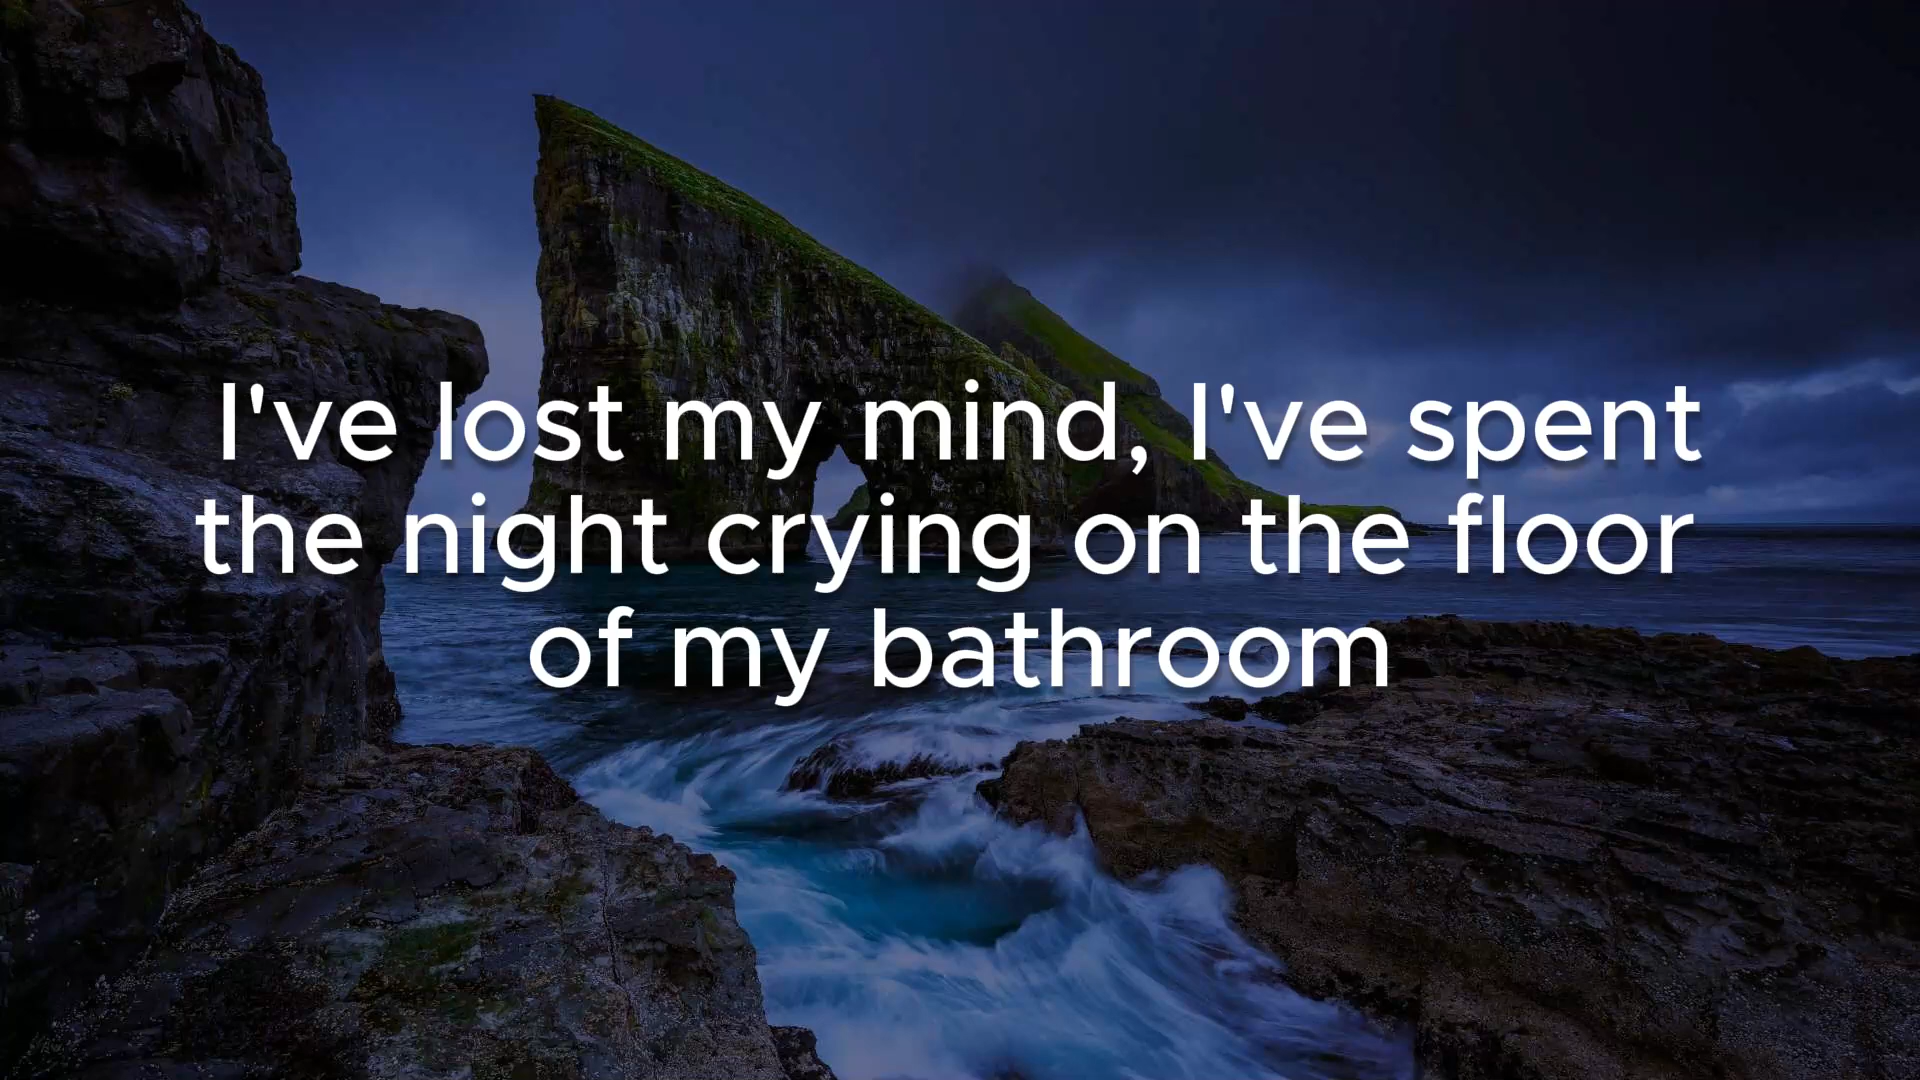 I've lost my mind, I've spent
the night crying on the floor
of my bathroom